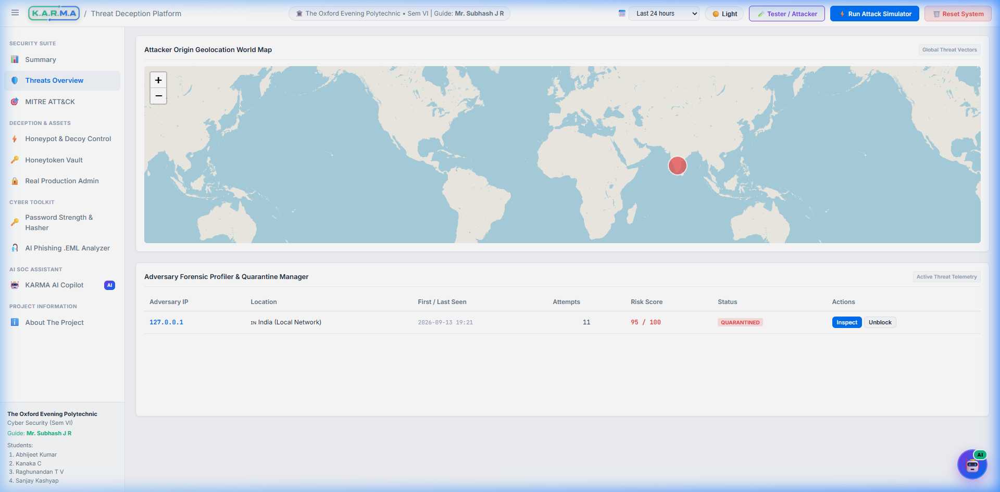 K.A.R.M.A / Threat Deception Platform
The Oxford Evening Polytechnic • Sem VI | Guide: Mr. Subhash J R
Last 24 hours
Light
Tester / Attacker
Run Attack Simulator
Reset System
SECURITY SUITE
Summary
Threats Overview
MITRE ATT&CK
DECEPTION & ASSETS
Honeypot & Decoy Control
Honeytoken Vault
Real Production Admin
CYBER TOOLKIT
Password Strength &
Hasher
AI Phishing .EML Analyzer
AI SOC ASSISTANT
KARMA AI Copilot AI
PROJECT INFORMATION
About The Project
The Oxford Evening Polytechnic
Cyber Security (Sem VI)
Guide: Mr. Subhash J R
Students:
1. Abhijeet Kumar
2. Kanaka C
3. Raghunandan T V
4. Sanjay Kashyap
Attacker Origin Geolocation World Map
Global Threat Vectors
+
−
Adversary Forensic Profiler & Quarantine Manager
Active Threat Telemetry
Adversary IP Location First / Last Seen Attempts Risk Score Status Actions
127.0.0.1 IN India (Local Network) 2026-09-13 19:21 11 95 / 100 QUARANTINED Inspect Unblock
AI